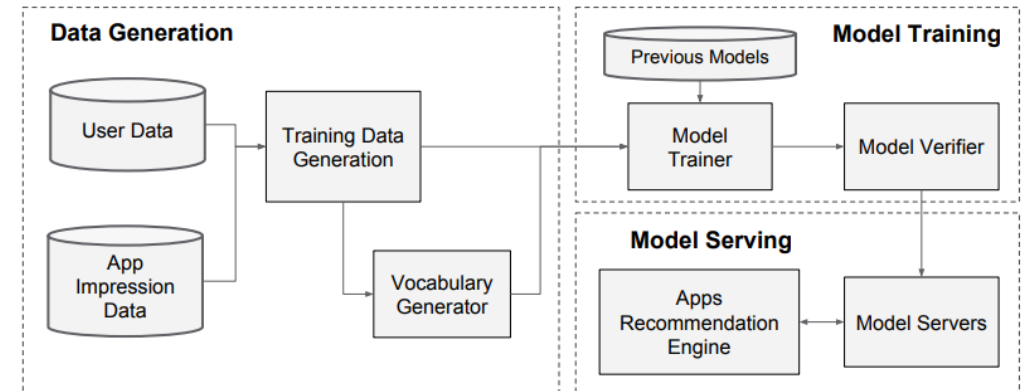 Data Generation
User Data
App
Impression
Data
Training Data
Generation
Vocabulary
Generator
Model Training
Previous Models
Model
Trainer
Model Verifier
Model Serving
Apps
Recommendation
Engine
Model Servers